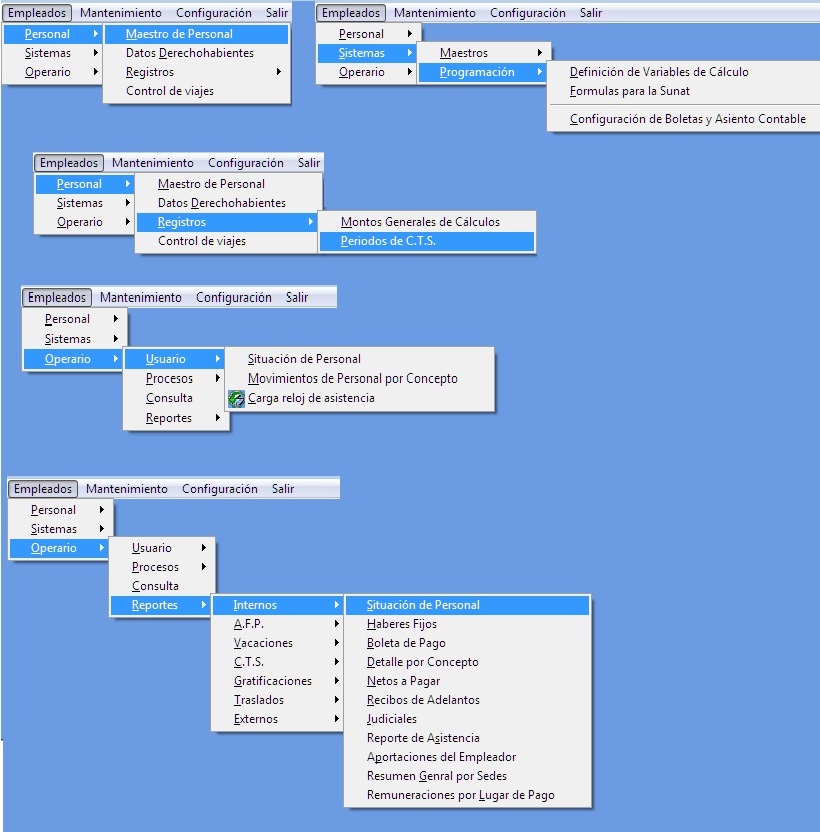 Empleados Mantenimiento Configuración Salir
Personal
Sistemas
Operario
Maestro de Personal
Datos Derechohabientes
Registros
Control de viajes
Empleados Mantenimiento Configuración Salir
Personal
Sistemas
Operario
Maestros
Programación
Definición de Variables de Cálculo
Formulas para la Sunat
Configuración de Boletas y Asiento Contable
Empleados Mantenimiento Configuración Salir
Personal
Sistemas
Operario
Maestro de Personal
Datos Derechohabientes
Registros
Control de viajes
Montos Generales de Cálculos
Periodos de C.T.S.
Empleados Mantenimiento Configuración Salir
Personal
Sistemas
Operario
Usuario
Procesos
Consulta
Reportes
Situación de Personal
Movimientos de Personal por Concepto
Carga reloj de asistencia
Empleados Mantenimiento Configuración Salir
Personal
Sistemas
Operario
Usuario
Procesos
Consulta
Reportes
Internos
A.F.P.
Vacaciones
C.T.S.
Gratificaciones
Traslados
Externos
Situación de Personal
Haberes Fijos
Boleta de Pago
Detalle por Concepto
Netos a Pagar
Recibos de Adelantos
Judiciales
Reporte de Asistencia
Aportaciones del Empleador
Resumen Genral por Sedes
Remuneraciones por Lugar de Pago